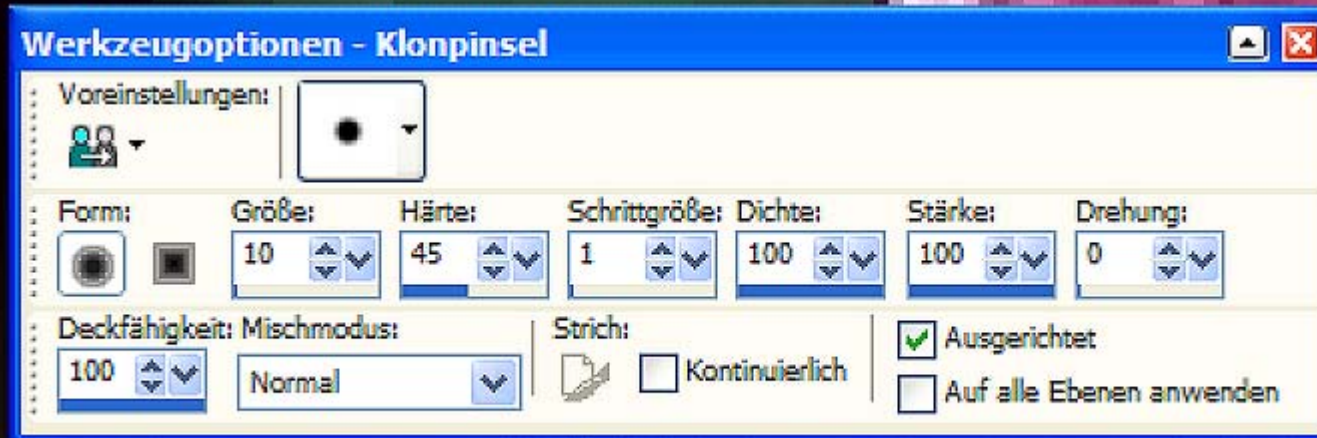 Werkzeugoptionen - Klonpinsel
Voreinstellungen:
Form: Größe: Härte: Schrittgröße: Dichte: Stärke: Drehung:
10 45 1 100 100 0
Deckfähigkeit: Mischmodus: Strich: Ausgerichtet
100 Normal Kontinuierlich Auf alle Ebenen anwenden